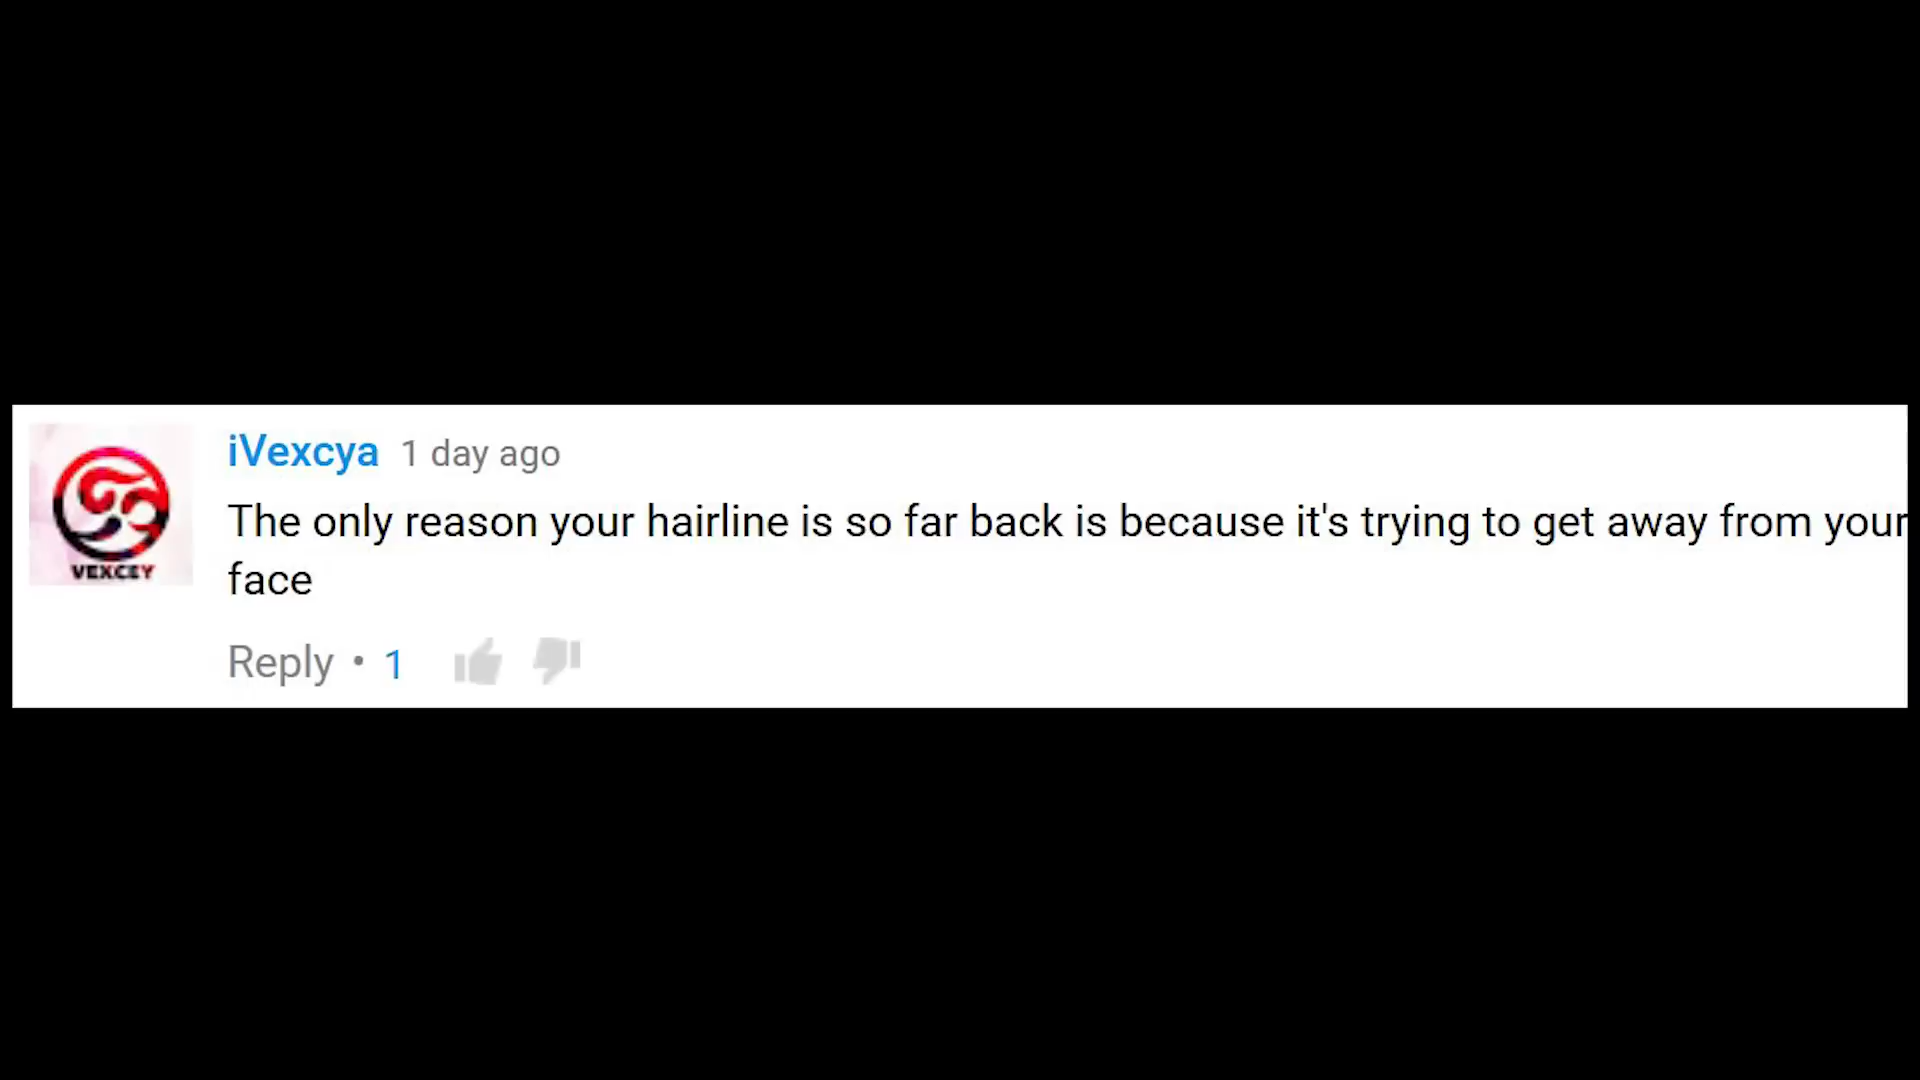 iVexcya 1 day ago
The only reason your hairline is so far back is because it's trying to get away from your
face
VEXCEY
Reply • 1